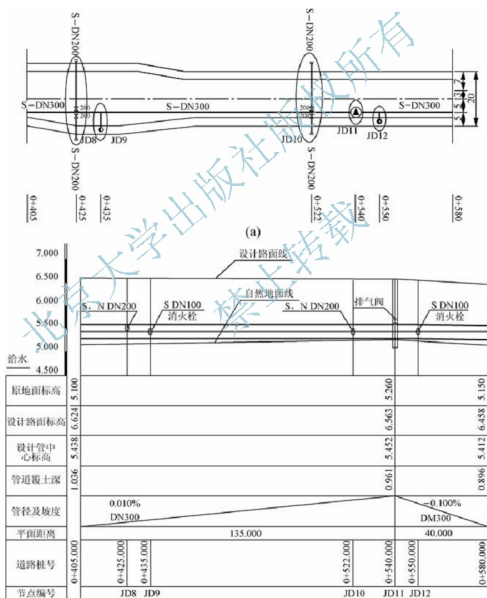 S-DN200
S-DN200
S-DN300
S-DN300
S-DN300
200
200
200
200
20
JD8
JD9
JD10
JD11
JD12
S-DN200
S-DN200
0+405
0+425
0+435
0+522
0+540
0+550
0+580
(a)
7.000
6.500
6.000
5.500
5.000
4.500
给水
设计路面线
自然地面线
S、N DN200
S DN100
消火栓
S、N DN200
排气阀
S DN100
消火栓
原地面标高 5.100 5.260 5.150
设计路面标高 6.624 6.563 6.458
设计管中
心标高 5.438 5.452 5.412
管道覆土深 1.036 0.961 0.896
管径及坡度 0.010% DN300 -0.100% DM300
平面距离 135.000 40.000
道路桩号 0+405.000 0+425.000 0+435.000 0+522.000 0+540.000 0+550.000 0+580.000
节点编号 JD8 JD9 JD10 JD11 JD12
北京大学出版社版权所有
禁止转载